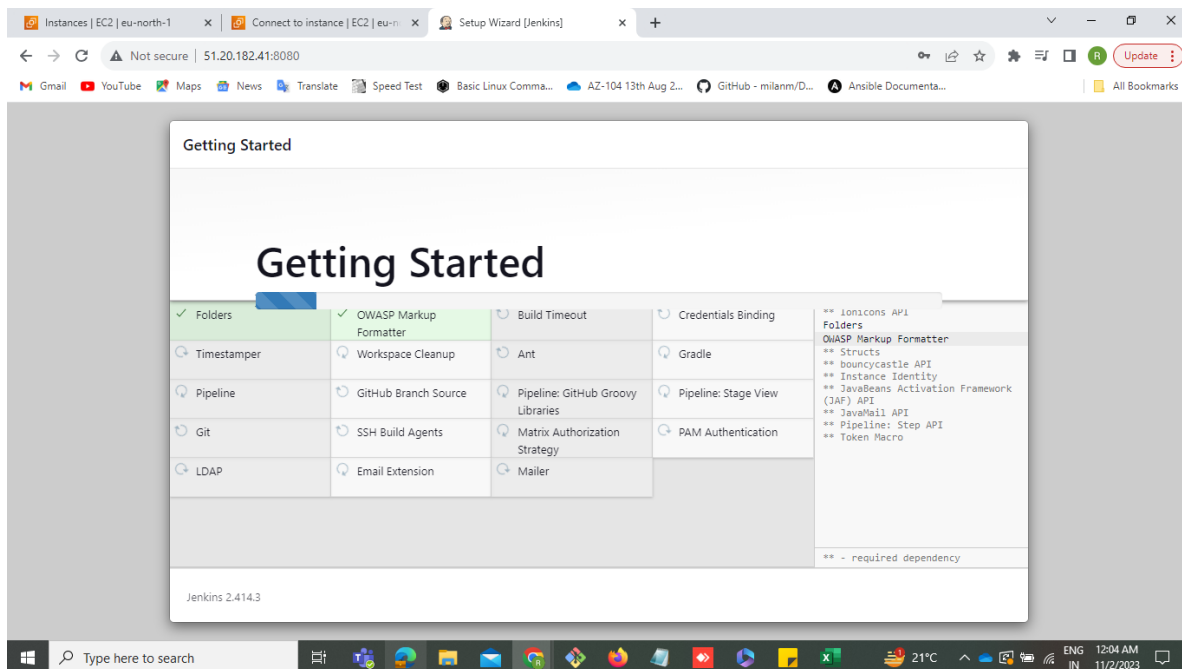 Instances | EC2 | eu-north-1
Connect to instance | EC2 | eu-n
Setup Wizard [Jenkins]
Not secure | 51.20.182.41:8080
R
Update
Gmail
YouTube
Maps
News
Translate
Speed Test
Basic Linux Comma...
AZ-104 13th Aug 2...
GitHub - milanm/D...
Ansible Documenta...
All Bookmarks
Getting Started
Getting Started
Folders
OWASP Markup
Formatter
Build Timeout
Credentials Binding
Timestamper
Workspace Cleanup
Ant
Gradle
Pipeline
GitHub Branch Source
Pipeline: GitHub Groovy
Libraries
Pipeline: Stage View
Git
SSH Build Agents
Matrix Authorization
Strategy
PAM Authentication
LDAP
Email Extension
Mailer
** Ionicons API
Folders
OWASP Markup Formatter
** Structs
** bouncycastle API
** Instance Identity
** JavaBeans Activation Framework
(JAF) API
** JavaMail API
** Pipeline: Step API
** Token Macro
** - required dependency
Jenkins 2.414.3
Type here to search
21°C
ENG
IN
12:04 AM
11/2/2023